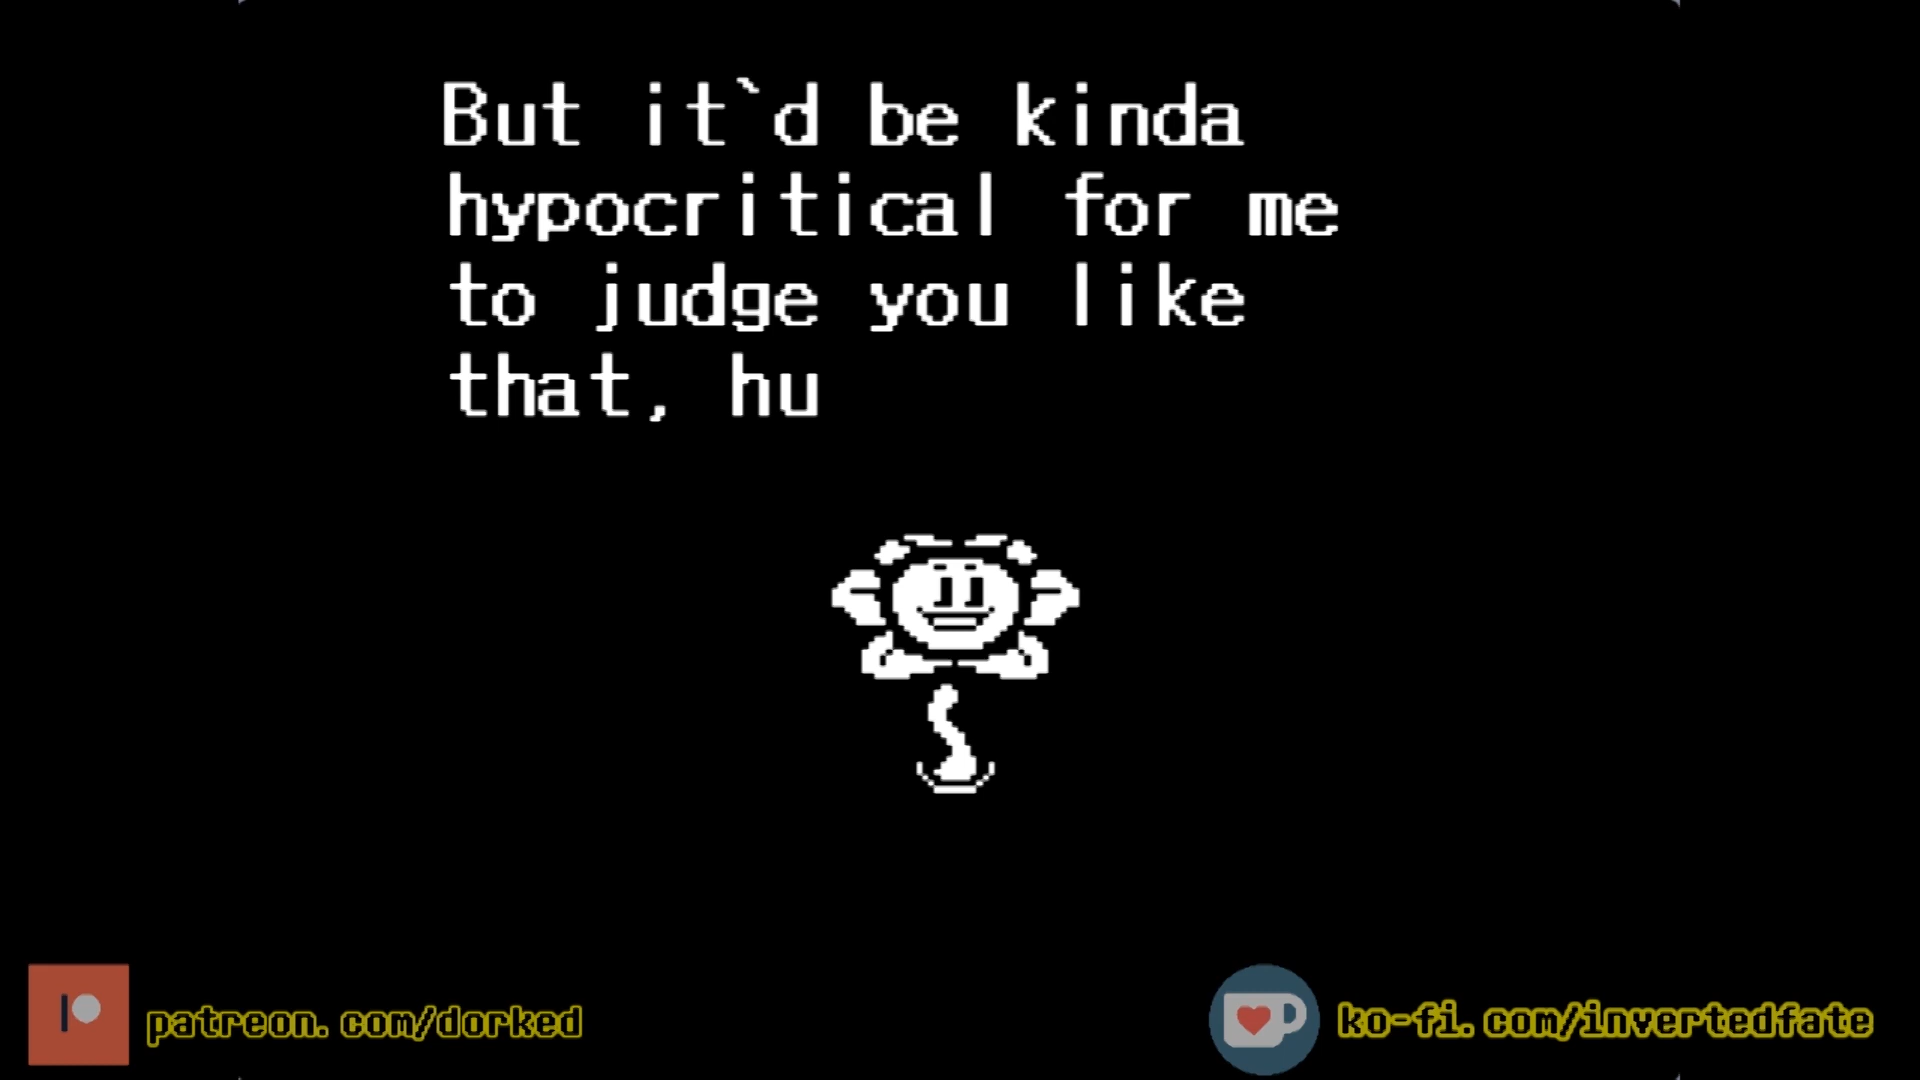 But it`d be kinda
hypocritical for me
to judge you like
that, hu
patreon.com/dorked
ko-fi.com/invertedfate